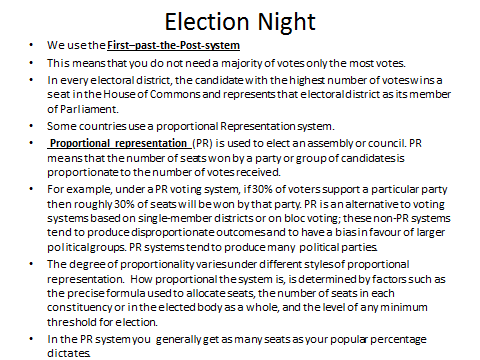 Election Night
• We use the First–past-the-Post-system
• This means that you do not need a majority of votes only the most votes.
• In every electoral district, the candidate with the highest number of votes wins a
seat in the House of Commons and represents that electoral district as its member
of Parliament.
• Some countries use a proportional Representation system.
• Proportional representation (PR) is used to elect an assembly or council. PR
means that the number of seats won by a party or group of candidates is
proportionate to the number of votes received.
• For example, under a PR voting system, if 30% of voters support a particular party
then roughly 30% of seats will be won by that party. PR is an alternative to voting
systems based on single-member districts or on bloc voting; these non-PR systems
tend to produce disproportionate outcomes and to have a bias in favour of larger
political groups. PR systems tend to produce many political parties.
• The degree of proportionality varies under different styles of proportional
representation. How proportional the system is, is determined by factors such as
the precise formula used to allocate seats, the number of seats in each
constituency or in the elected body as a whole, and the level of any minimum
threshold for election.
• In the PR system you generally get as many seats as your popular percentage
dictates.